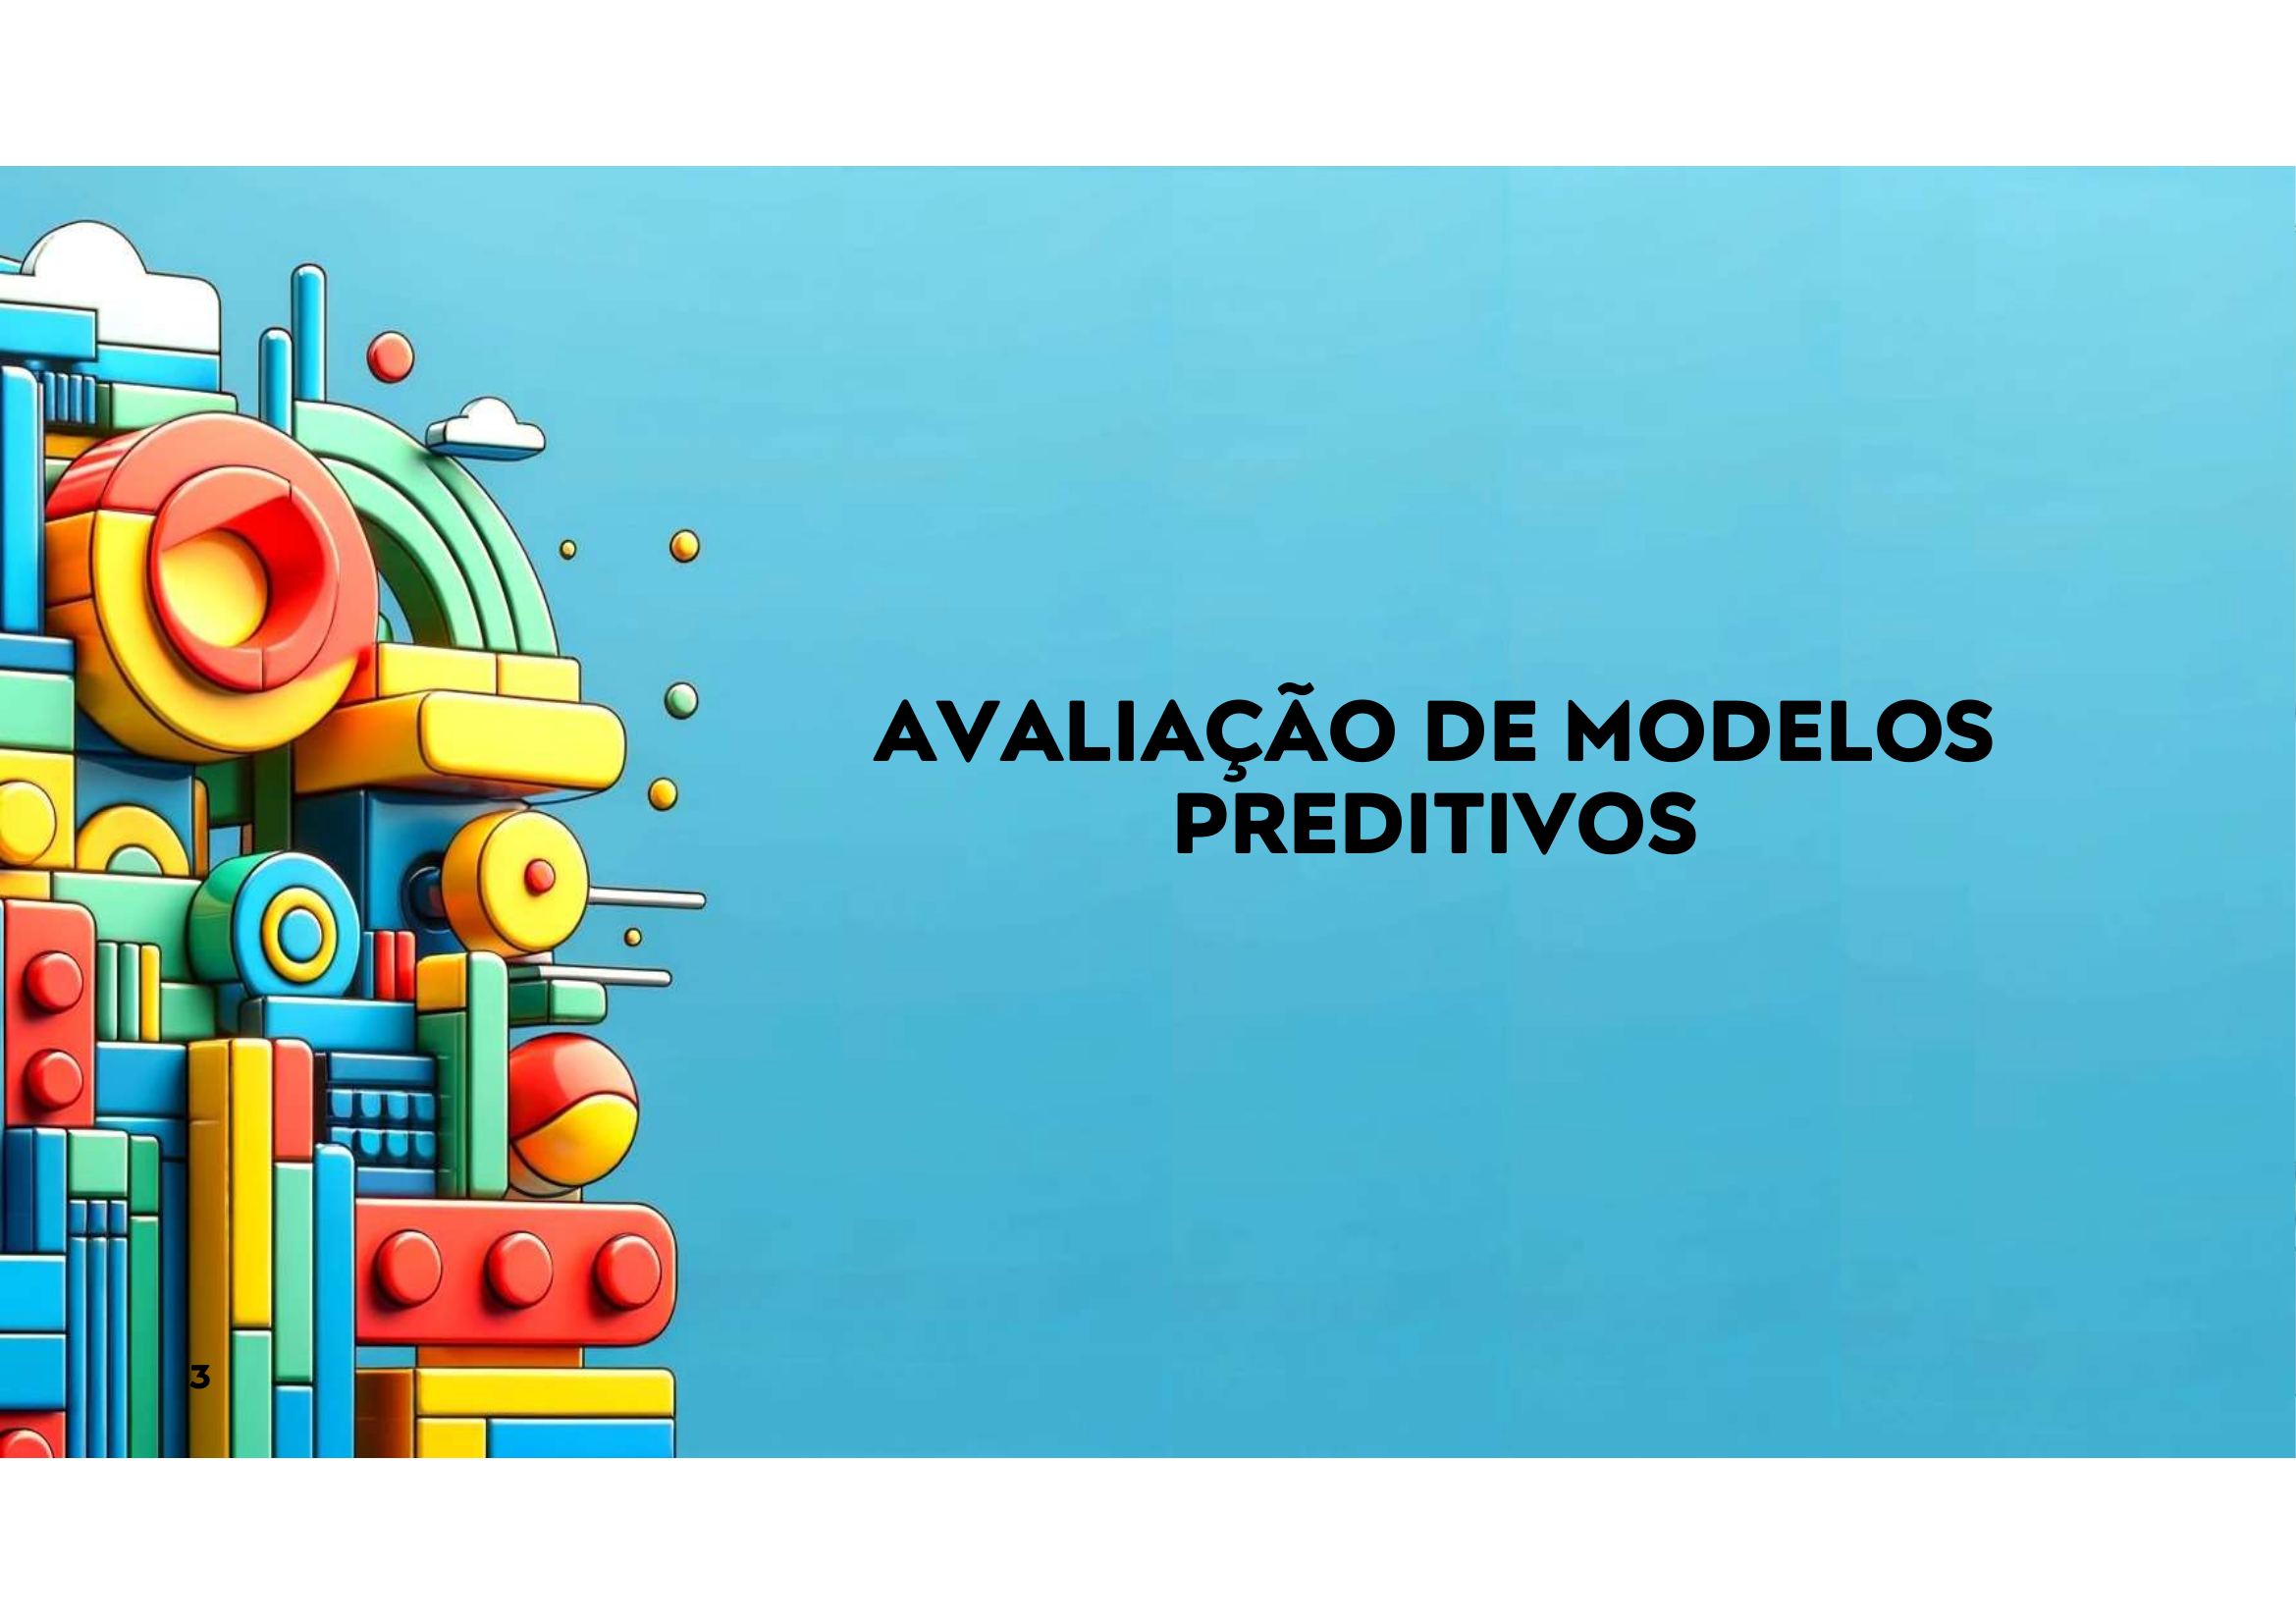 AVALIAÇÃO DE MODELOS
PREDITIVOS
3